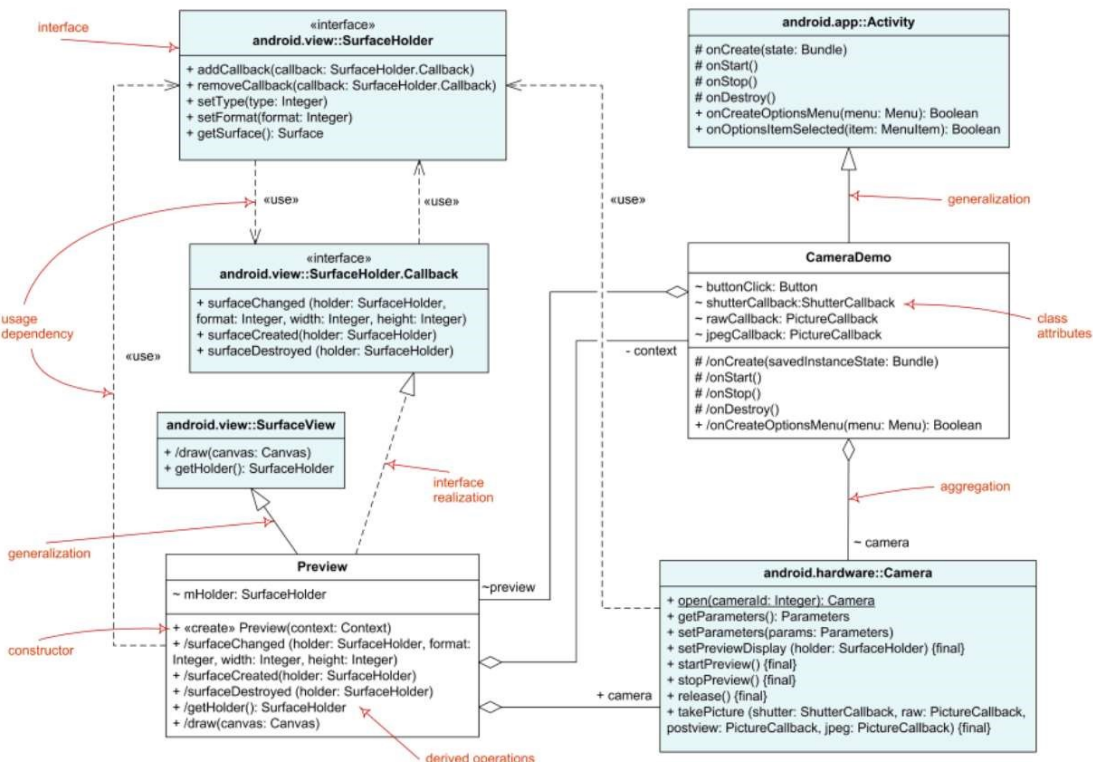 interface
«interface»
android.view::SurfaceHolder
+ addCallback(callback: SurfaceHolder.Callback)
+ removeCallback(callback: SurfaceHolder.Callback)
+ setType(type: Integer)
+ setFormat(format: Integer)
+ getSurface(): Surface
android.app::Activity
# onCreate(state: Bundle)
# onStart()
# onStop()
# onDestroy()
+ onCreateOptionsMenu(menu: Menu): Boolean
+ onOptionsItemSelected(item: MenuItem): Boolean
«use»
«use»
«use»
generalization
«interface»
android.view::SurfaceHolder.Callback
+ surfaceChanged (holder: SurfaceHolder,
format: Integer, width: Integer, height: Integer)
+ surfaceCreated(holder: SurfaceHolder)
+ surfaceDestroyed (holder: SurfaceHolder)
CameraDemo
~ buttonClick: Button
~ shutterCallback:ShutterCallback
~ rawCallback: PictureCallback
~ jpegCallback: PictureCallback
# /onCreate(savedInstanceState: Bundle)
# /onStart()
# /onStop()
# /onDestroy()
+ /onCreateOptionsMenu(menu: Menu): Boolean
class
attributes
usage
dependency
«use»
- context
android.view::SurfaceView
+ /draw(canvas: Canvas)
+ getHolder(): SurfaceHolder
interface
realization
aggregation
generalization
~ camera
Preview
~ mHolder: SurfaceHolder
+ «create» Preview(context: Context)
+ /surfaceChanged (holder: SurfaceHolder, format:
Integer, width: Integer, height: Integer)
+ /surfaceCreated(holder: SurfaceHolder)
+ /surfaceDestroyed (holder: SurfaceHolder)
+ /getHolder(): SurfaceHolder
+ /draw(canvas: Canvas)
~preview
constructor
+ camera
android.hardware::Camera
+ open(cameraId: Integer): Camera
+ getParameters(): Parameters
+ setParameters(params: Parameters)
+ setPreviewDisplay (holder: SurfaceHolder) {final}
+ startPreview() {final}
+ stopPreview() {final}
+ release() {final}
+ takePicture (shutter: ShutterCallback, raw: PictureCallback,
postview: PictureCallback, jpeg: PictureCallback) {final}
derived operations